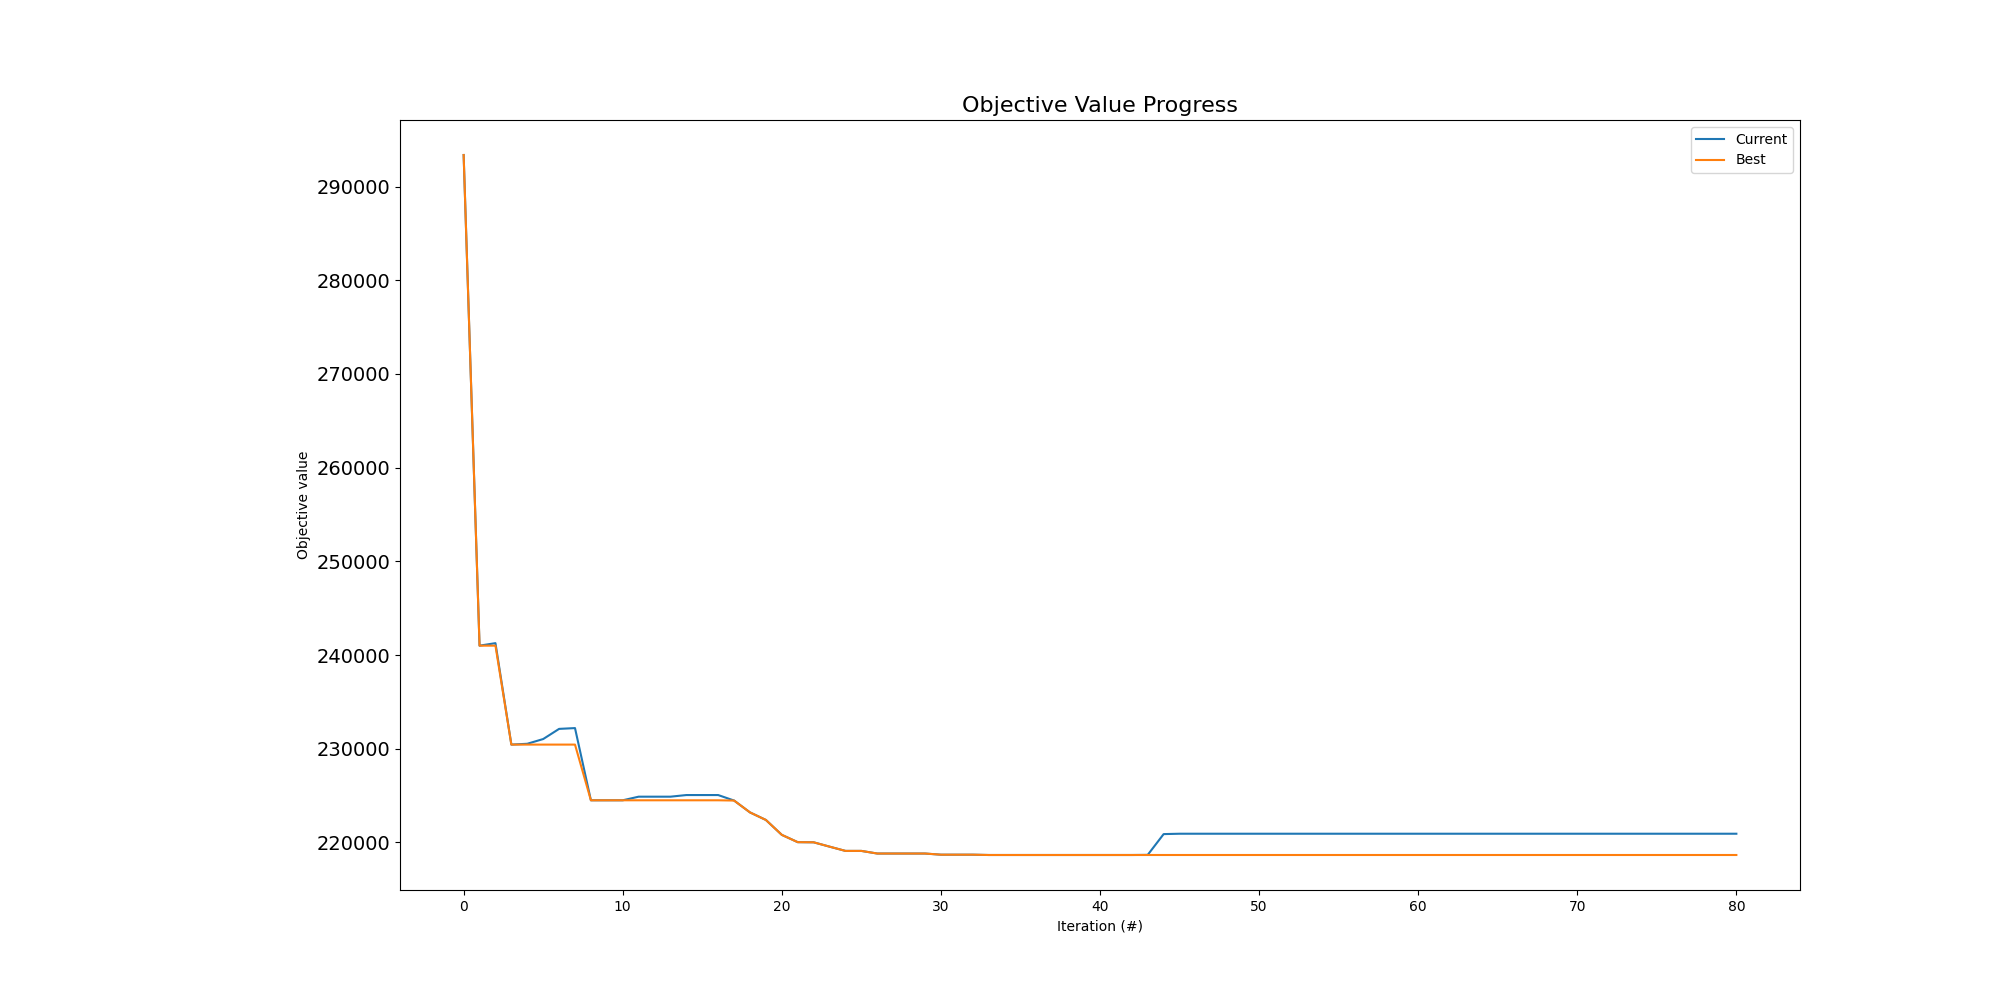 Objective Value Progress
Current
Best
290000
280000
270000
260000
250000
240000
230000
220000
Objective value
0 10 20 30 40 50 60 70 80
Iteration (#)